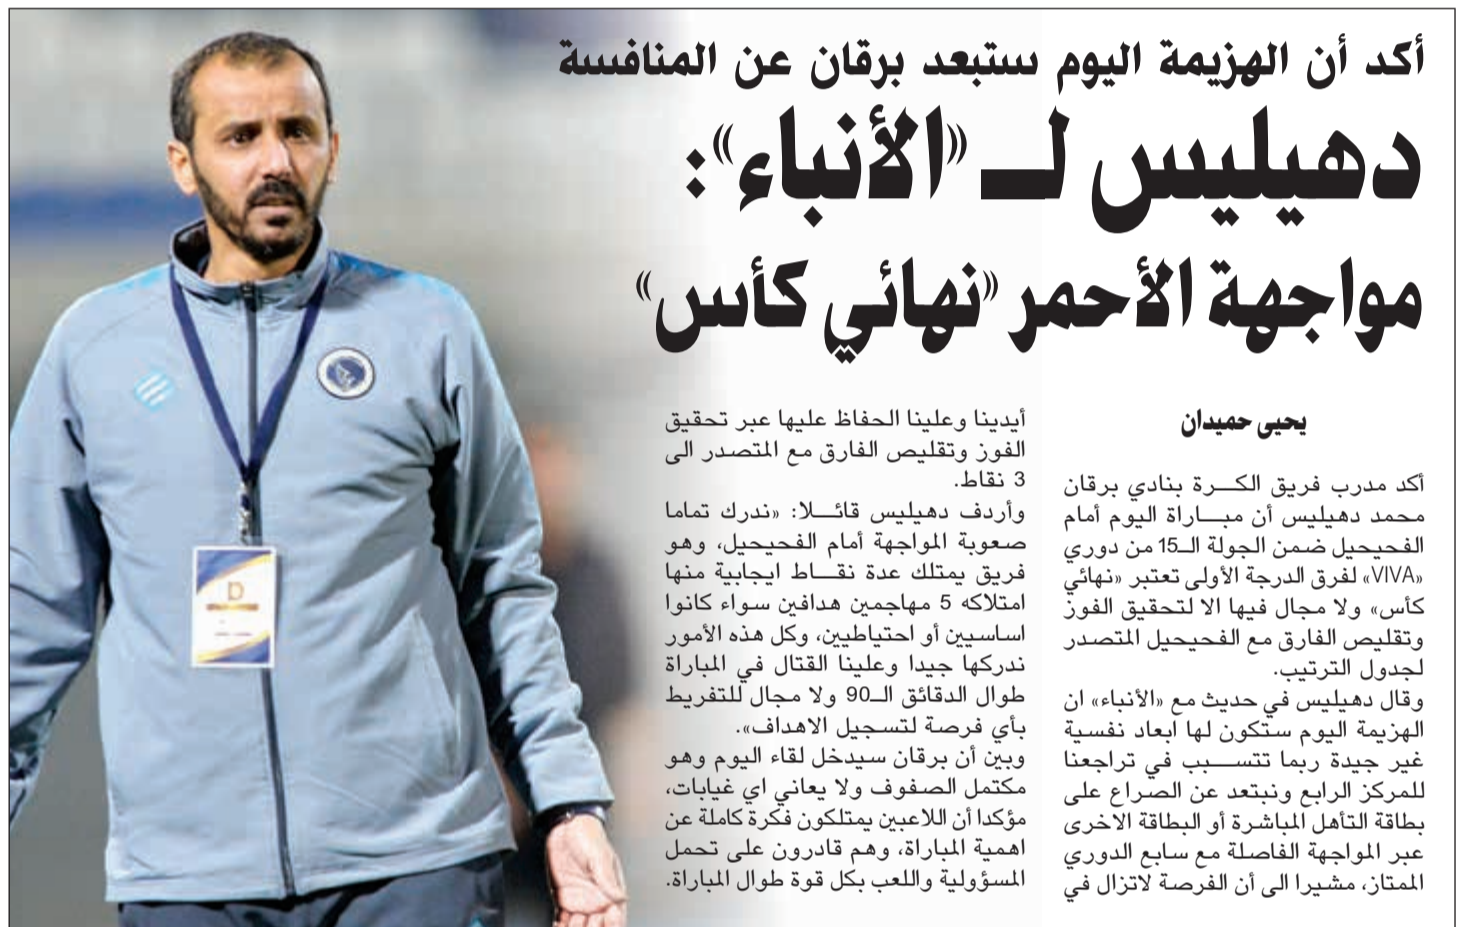 أكد أن الهزيمة اليوم ستبعد برقان عن المنافسة
دهيليس لـ «الأنباء»:
مواجهة الأحمر «نهائي كأس»
يحيى حميدان
أكد مدرب فريق الكرة بنادي برقان
محمد دهيليس أن مباراة اليوم أمام
الفحيحيل ضمن الجولة الـ15 من دوري
«VIVA» لفرق الدرجة الأولى تعتبر «نهائي
كأس» ولا مجال فيها الا لتحقيق الفوز
وتقليص الفارق مع الفحيحيل المتصدر
لجدول الترتيب.
وقال دهيليس في حديث مع «الأنباء» ان
الهزيمة اليوم ستكون لها ابعاد نفسية
غير جيدة ربما تتسبب في تراجعنا
للمركز الرابع ونبتعد عن الصراع على
بطاقة التأهل المباشرة أو البطاقة الاخرى
عبر المواجهة الفاصلة مع سابع الدوري
الممتاز، مشيرا الى أن الفرصة لاتزال في
أيدينا وعلينا الحفاظ عليها عبر تحقيق
الفوز وتقليص الفارق مع المتصدر الى
3 نقاط.
وأردف دهيليس قائلا: «ندرك تماما
صعوبة المواجهة أمام الفحيحيل، وهو
فريق يمتلك عدة نقاط ايجابية منها
امتلاكه 5 مهاجمين هدافين سواء كانوا
اساسيين أو احتياطيين، وكل هذه الأمور
ندركها جيدا وعلينا القتال في المباراة
طوال الدقائق الـ90 ولا مجال للتفريط
بأي فرصة لتسجيل الاهداف».
وبين أن برقان سيدخل لقاء اليوم وهو
مكتمل الصفوف ولا يعاني اي غيابات،
مؤكدا أن اللاعبين يمتلكون فكرة كاملة عن
اهمية المباراة، وهم قادرون على تحمل
المسؤولية واللعب بكل قوة طوال المباراة.